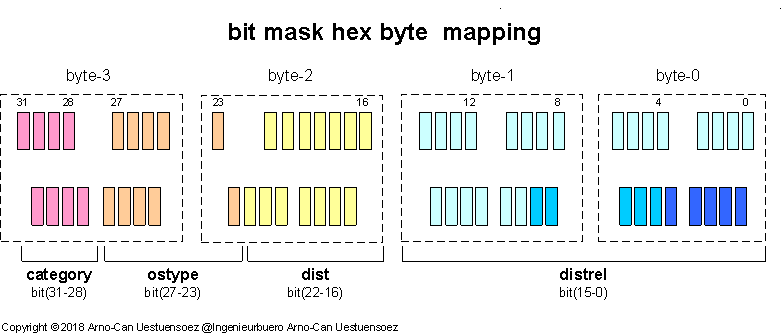 bit mask hex byte  mapping
byte-3 byte-2 byte-1 byte-0
31 28 27 23 16 12 8 4 0
category ostype dist distrel
bit(31-28) bit(27-23) bit(22-16) bit(15-0)
Copyright © 2018 Arno-Can Uestuensoez @Ingenieurbuero Arno-Can Uestuensoez